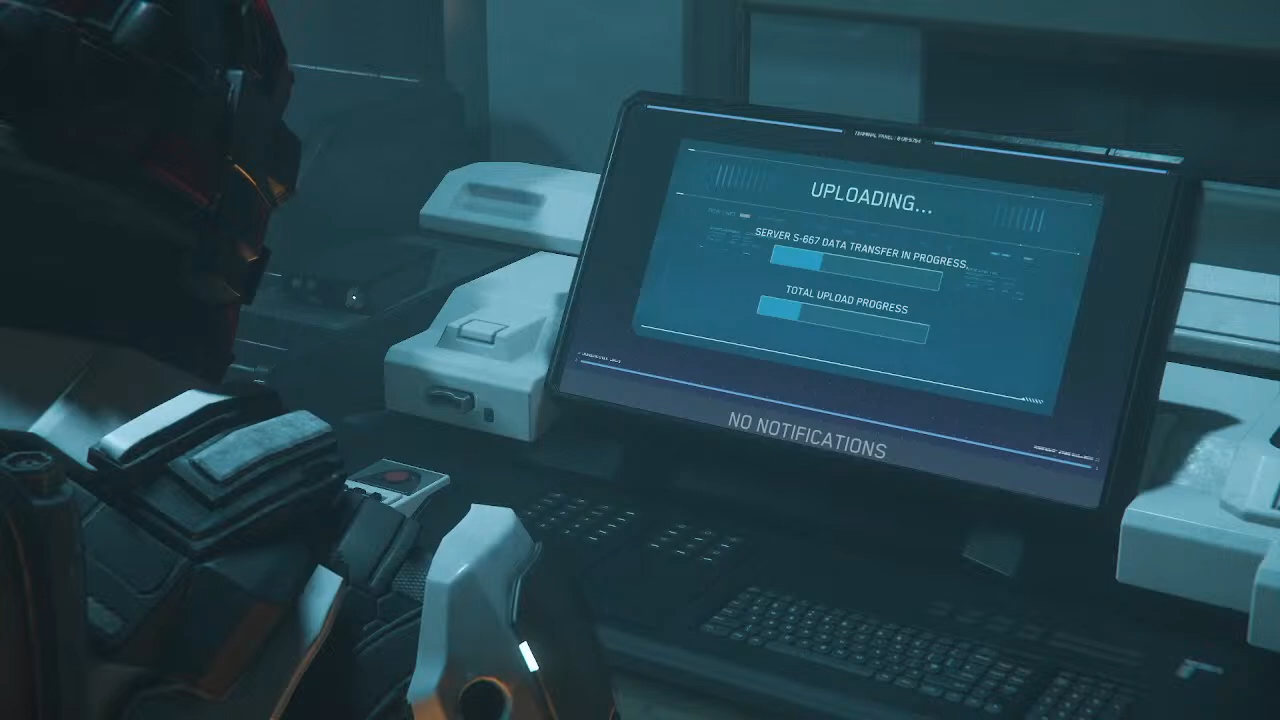 UPLOADING...
SERVER S-667 DATA TRANSFER IN PROGRESS.
TOTAL UPLOAD PROGRESS
NO NOTIFICATIONS